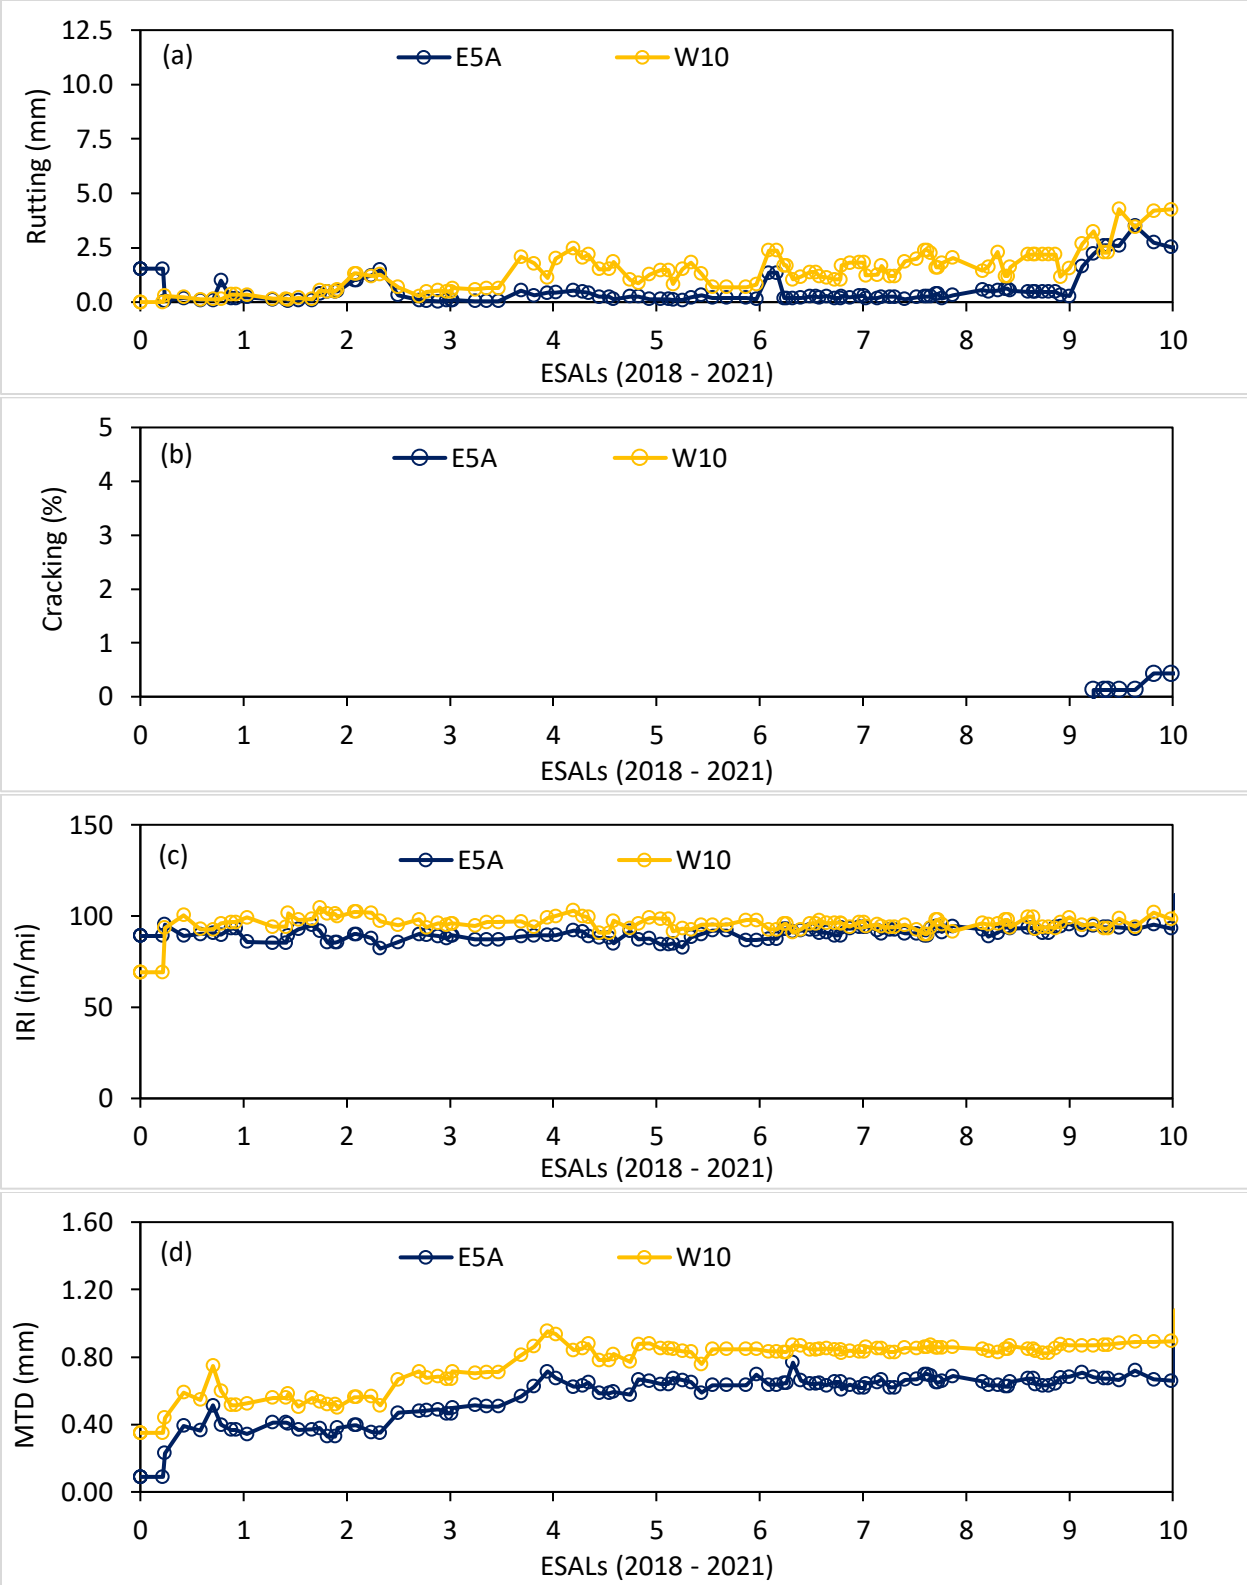 (a) E5A W10
12.5
10.0
7.5
5.0
2.5
0.0
Rutting (mm)
0 1 2 3 4 5 6 7 8 9 10
ESALs (2018 - 2021)
(b) E5A W10
5
4
3
2
1
0
Cracking (%)
0 1 2 3 4 5 6 7 8 9 10
ESALs (2018 - 2021)
(c) E5A W10
150
100
50
0
IRI (in/mi)
0 1 2 3 4 5 6 7 8 9 10
ESALs (2018 - 2021)
(d) E5A W10
1.60
1.20
0.80
0.40
0.00
MTD (mm)
0 1 2 3 4 5 6 7 8 9 10
ESALs (2018 - 2021)